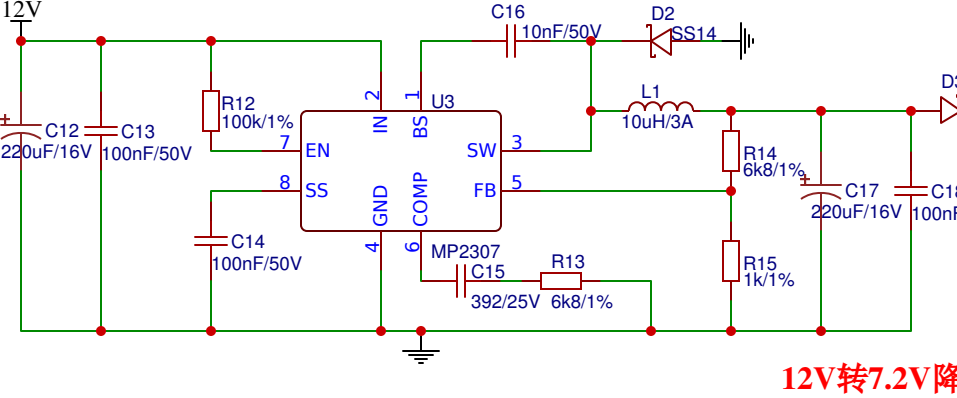 12V
C16
10nF/50V
D2
SS14
2
1
U3
IN
BS
L1
10uH/3A
R12
100k/1%
C12
220uF/16V
C13
100nF/50V
7
EN
SW
3
R14
6k8/1%
8
SS
FB
5
C17
220uF/16V
GND
COMP
C14
100nF/50V
4
6
MP2307
C15
392/25V
R13
6k8/1%
R15
1k/1%
12V转7.2V降